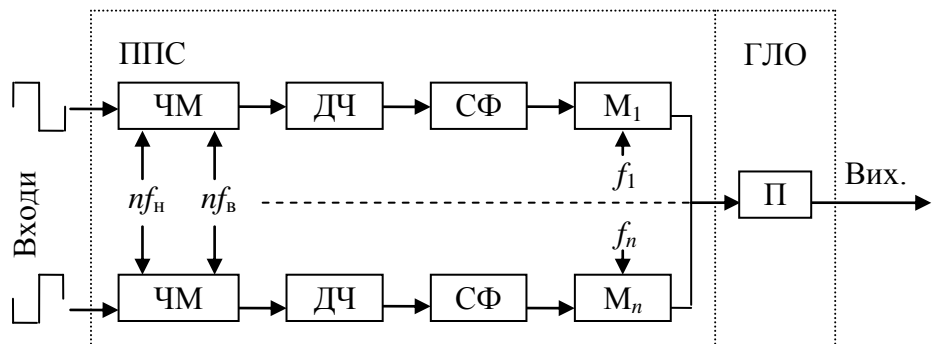 ППС
ГЛО
ЧМ ДЧ СФ М1
Входи
nfн nfв f1
П
Вих.
fn
ЧМ ДЧ СФ Мn